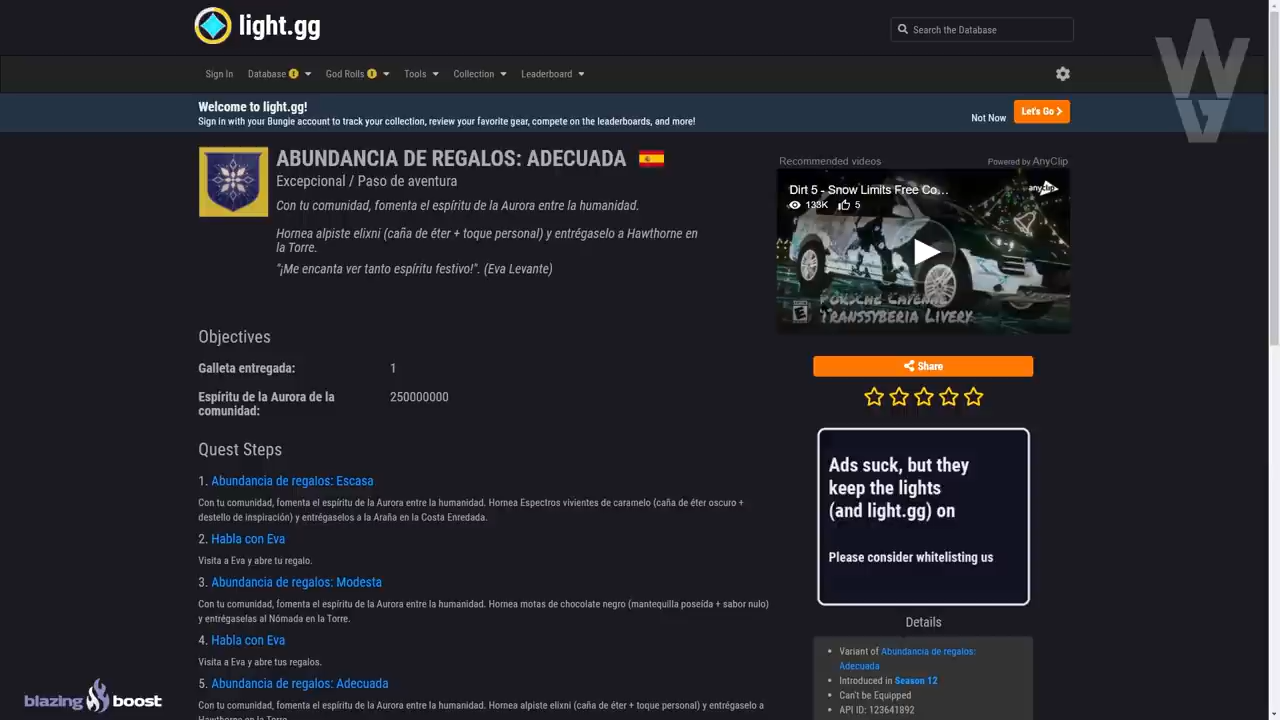 light.gg
Search the Database
Sign In
Database
God Rolls
Tools
Collection
Leaderboard
Welcome to light.gg!
Sign in with your Bungie account to track your collection, review your favorite gear, compete on the leaderboards, and more!
Not Now
Let's Go
WG
ABUNDANCIA DE REGALOS: ADECUADA
Excepcional / Paso de aventura
Con tu comunidad, fomenta el espíritu de la Aurora entre la humanidad.
Hornea alpiste elixni (caña de éter + toque personal) y entrégaselo a Hawthorne en
la Torre.
"¡Me encanta ver tanto espíritu festivo!". (Eva Levante)
Recommended videos
Powered by AnyClip
Dirt 5 - Snow Limits Free Co...
anyclip
133K
5
PORSCHE CAYENNE
TRANSSYBERIA LIVERY
Objectives
Galleta entregada:
1
Espíritu de la Aurora de la
comunidad:
250000000
Share
Quest Steps
1. Abundancia de regalos: Escasa
Con tu comunidad, fomenta el espíritu de la Aurora entre la humanidad. Hornea Espectros vivientes de caramelo (caña de éter oscuro +
destello de inspiración) y entrégaselos a la Araña en la Costa Enredada.
2. Habla con Eva
Visita a Eva y abre tu regalo.
3. Abundancia de regalos: Modesta
Con tu comunidad, fomenta el espíritu de la Aurora entre la humanidad. Hornea motas de chocolate negro (mantequilla poseída + sabor nulo)
y entrégaselas al Nómada en la Torre.
4. Habla con Eva
Visita a Eva y abre tus regalos.
5. Abundancia de regalos: Adecuada
Con tu comunidad, fomenta el espíritu de la Aurora entre la humanidad. Hornea alpiste elixni (caña de éter + toque personal) y entrégaselo a
Hawthorne en la Torre.
Ads suck, but they
keep the lights
(and light.gg) on
Please consider whitelisting us
Details
Variant of Abundancia de regalos:
Adecuada
Introduced in Season 12
Can't be Equipped
API ID: 123641892
blazing boost